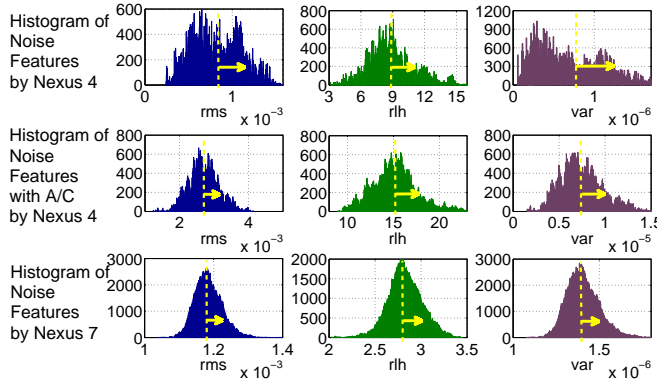 Histogram of
Noise
Features
by Nexus 4
600
400
200
0
0 1
rms
x 10⁻³
800
600
400
200
0
3 6 9 12 15
rlh
1200
900
600
300
0
0 1
var
x 10⁻⁶
Histogram of
Noise
Features
with A/C
by Nexus 4
800
600
400
200
0
2 4
rms
x 10⁻³
800
600
400
200
0
10 15 20
rlh
800
600
400
200
0
0 0.5 1 1.5
var
x 10⁻⁵
Histogram of
Noise
Features
by Nexus 7
3000
2000
1000
0
1 1.2 1.4
rms
x 10⁻³
2000
1500
1000
500
0
2 2.5 3 3.5
rlh
3000
2000
1000
0
1 1.5
var
x 10⁻⁶